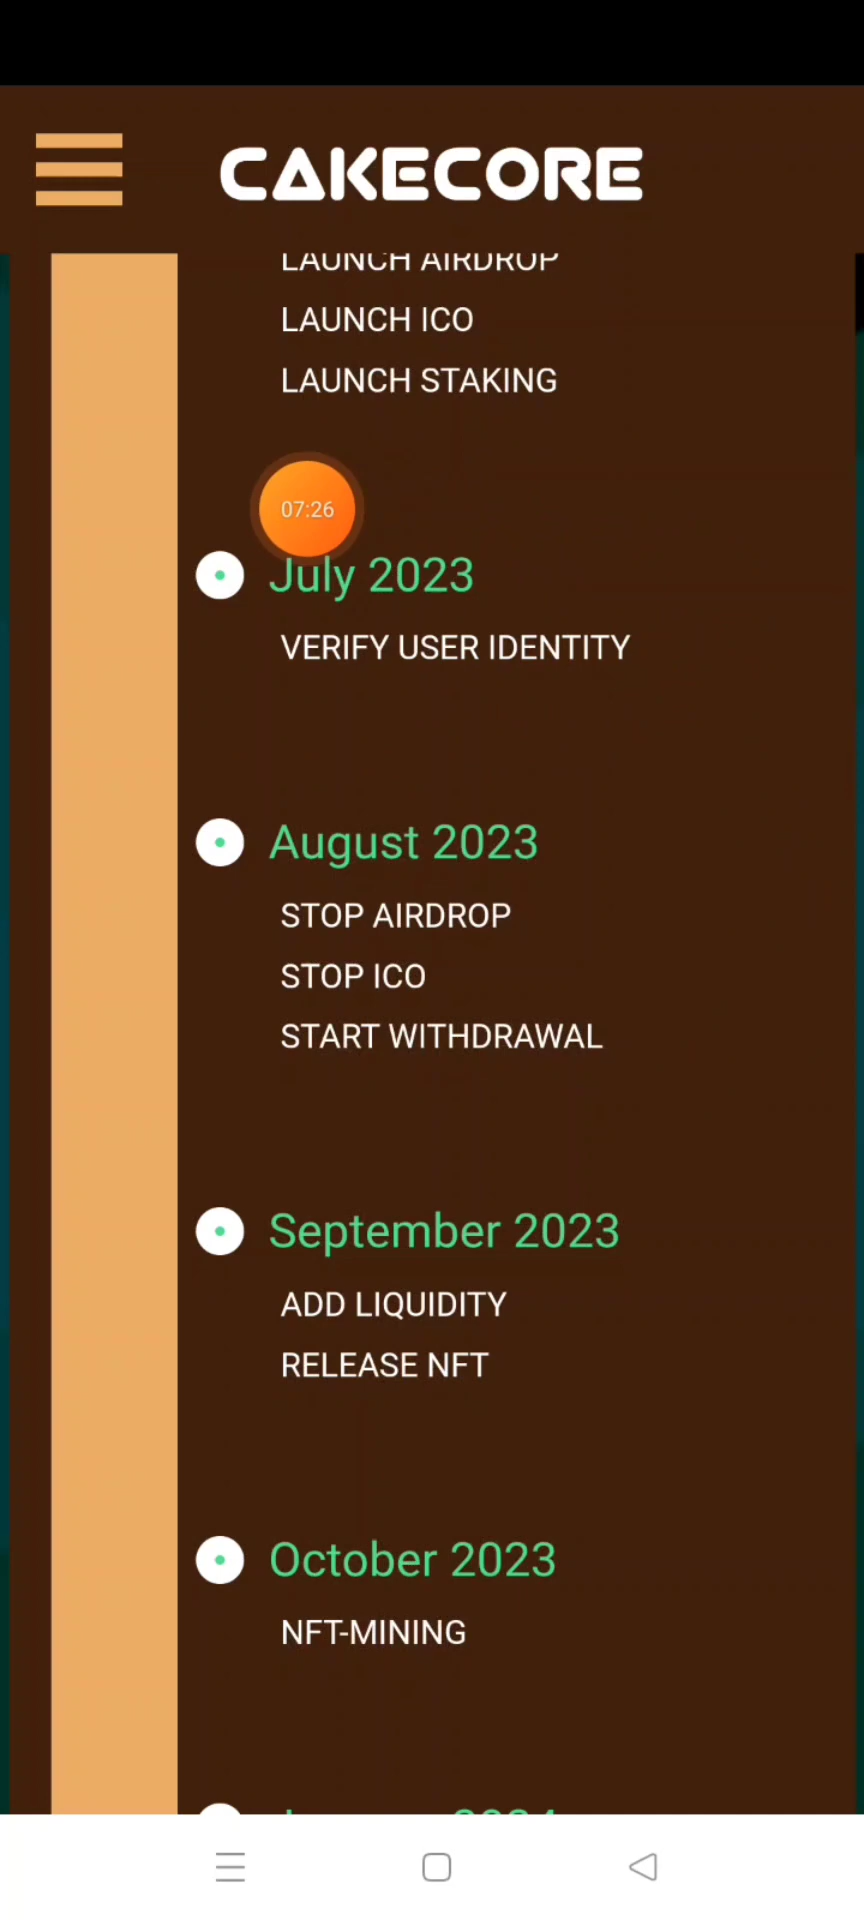 CAKECORE
LAUNCH AIRDROP
LAUNCH ICO
LAUNCH STAKING
07:26
July 2023
VERIFY USER IDENTITY
August 2023
STOP AIRDROP
STOP ICO
START WITHDRAWAL
September 2023
ADD LIQUIDITY
RELEASE NFT
October 2023
NFT-MINING
2024